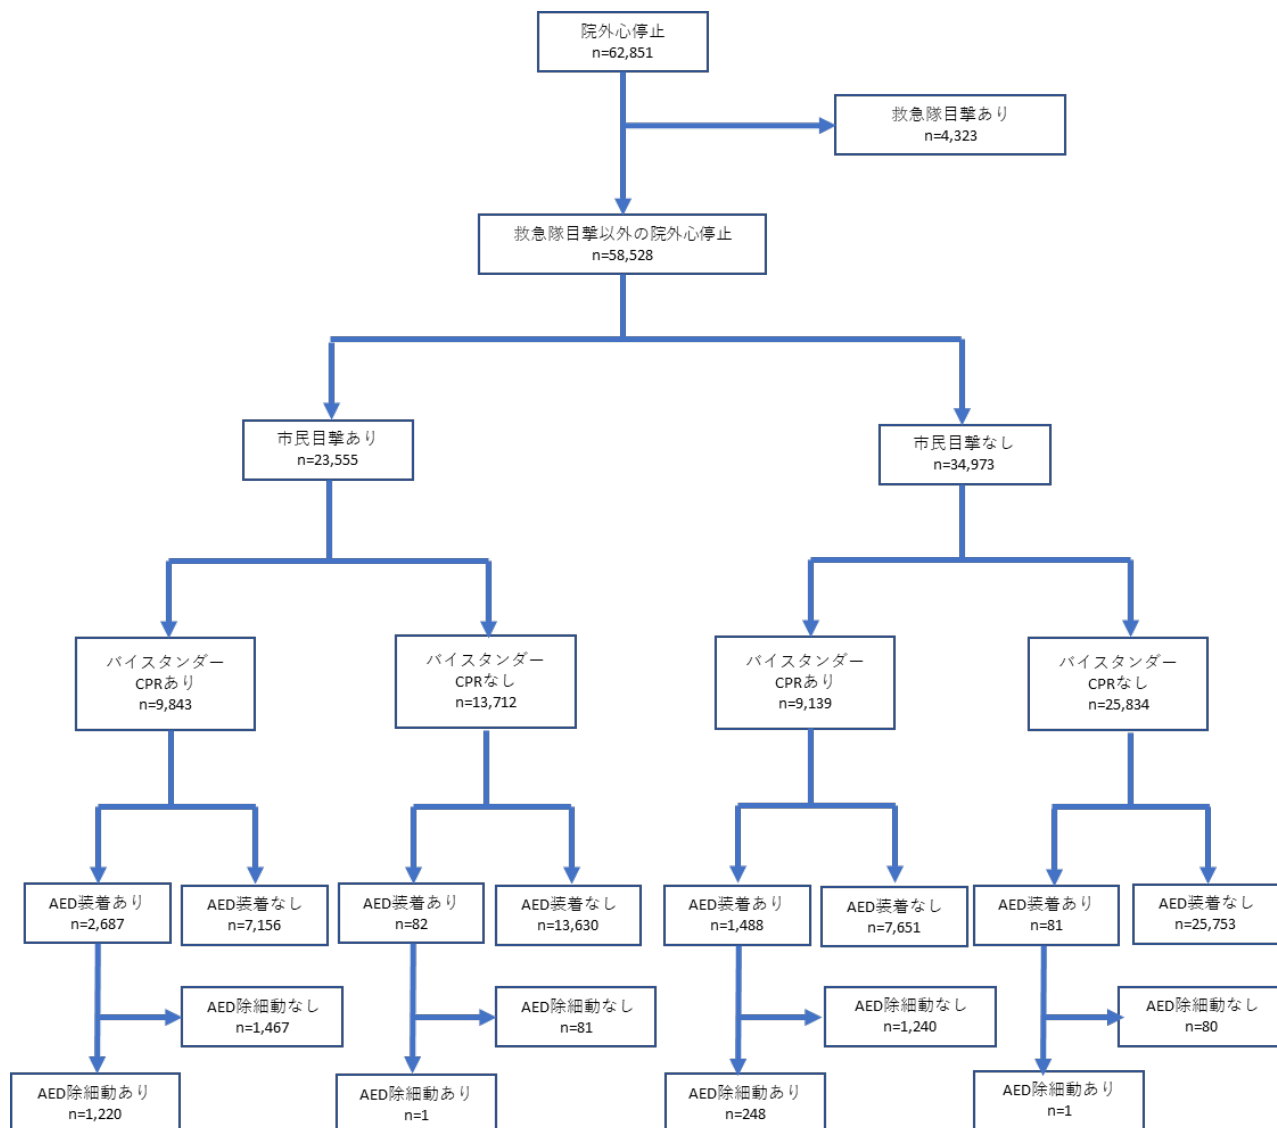 院外心停止
n=62,851
救急隊目撃あり
n=4,323
救急隊目撃以外の院外心停止
n=58,528
市民目撃あり
n=23,555
市民目撃なし
n=34,973
バイスタンダー
CPRあり
n=9,843
バイスタンダー
CPRなし
n=13,712
バイスタンダー
CPRあり
n=9,139
バイスタンダー
CPRなし
n=25,834
AED装着あり
n=2,687
AED装着なし
n=7,156
AED装着あり
n=82
AED装着なし
n=13,630
AED装着あり
n=1,488
AED装着なし
n=7,651
AED装着あり
n=81
AED装着なし
n=25,753
AED除細動なし
n=1,467
AED除細動なし
n=81
AED除細動なし
n=1,240
AED除細動なし
n=80
AED除細動あり
n=1,220
AED除細動あり
n=1
AED除細動あり
n=248
AED除細動あり
n=1